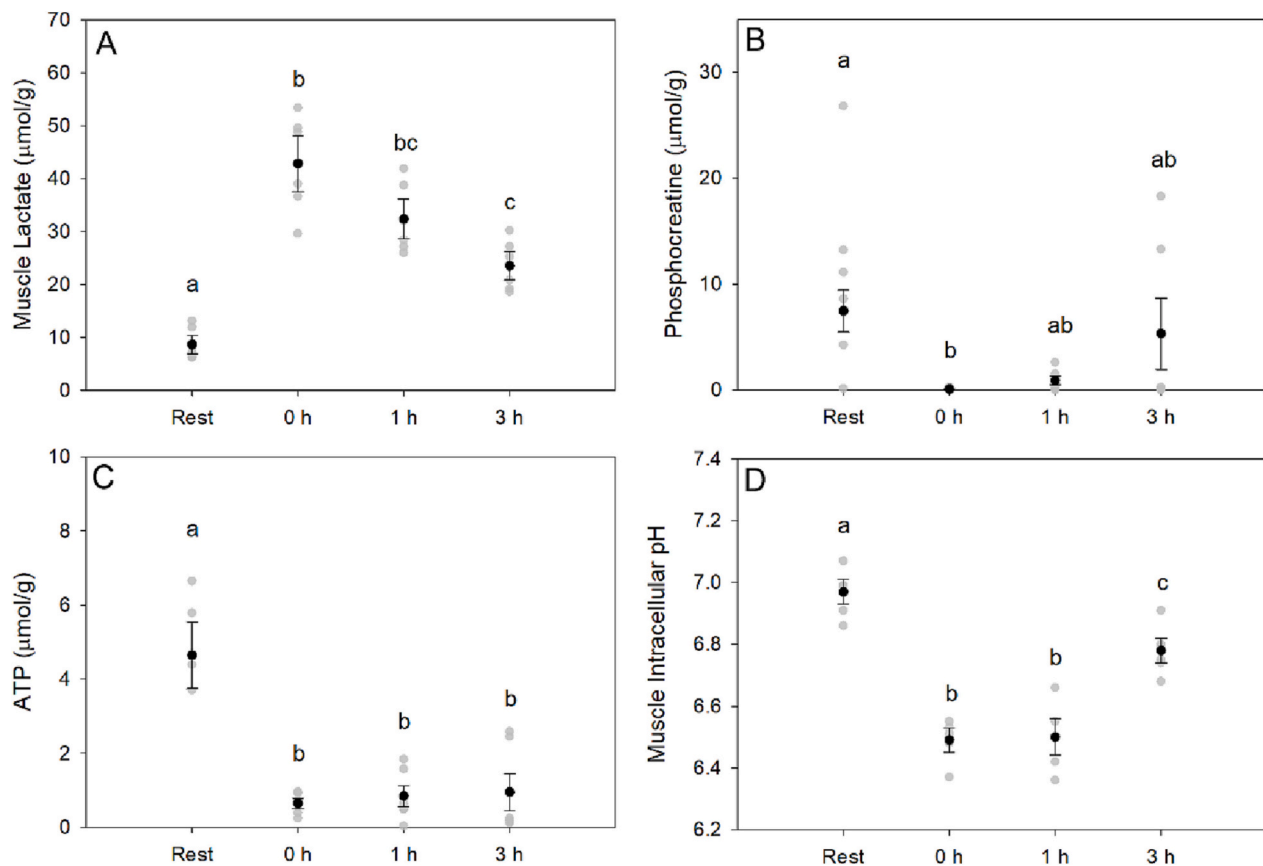 A
Muscle Lactate (μmol/g)
70
60
50
40
30
20
10
0
a
b
bc
c
Rest 0 h 1 h 3 h
B
Phosphocreatine (μmol/g)
30
20
10
0
a
b
ab
ab
Rest 0 h 1 h 3 h
C
ATP (μmol/g)
10
8
6
4
2
0
a
b
b
b
Rest 0 h 1 h 3 h
D
Muscle Intracellular pH
7.4
7.2
7.0
6.8
6.6
6.4
6.2
a
b
b
c
Rest 0 h 1 h 3 h